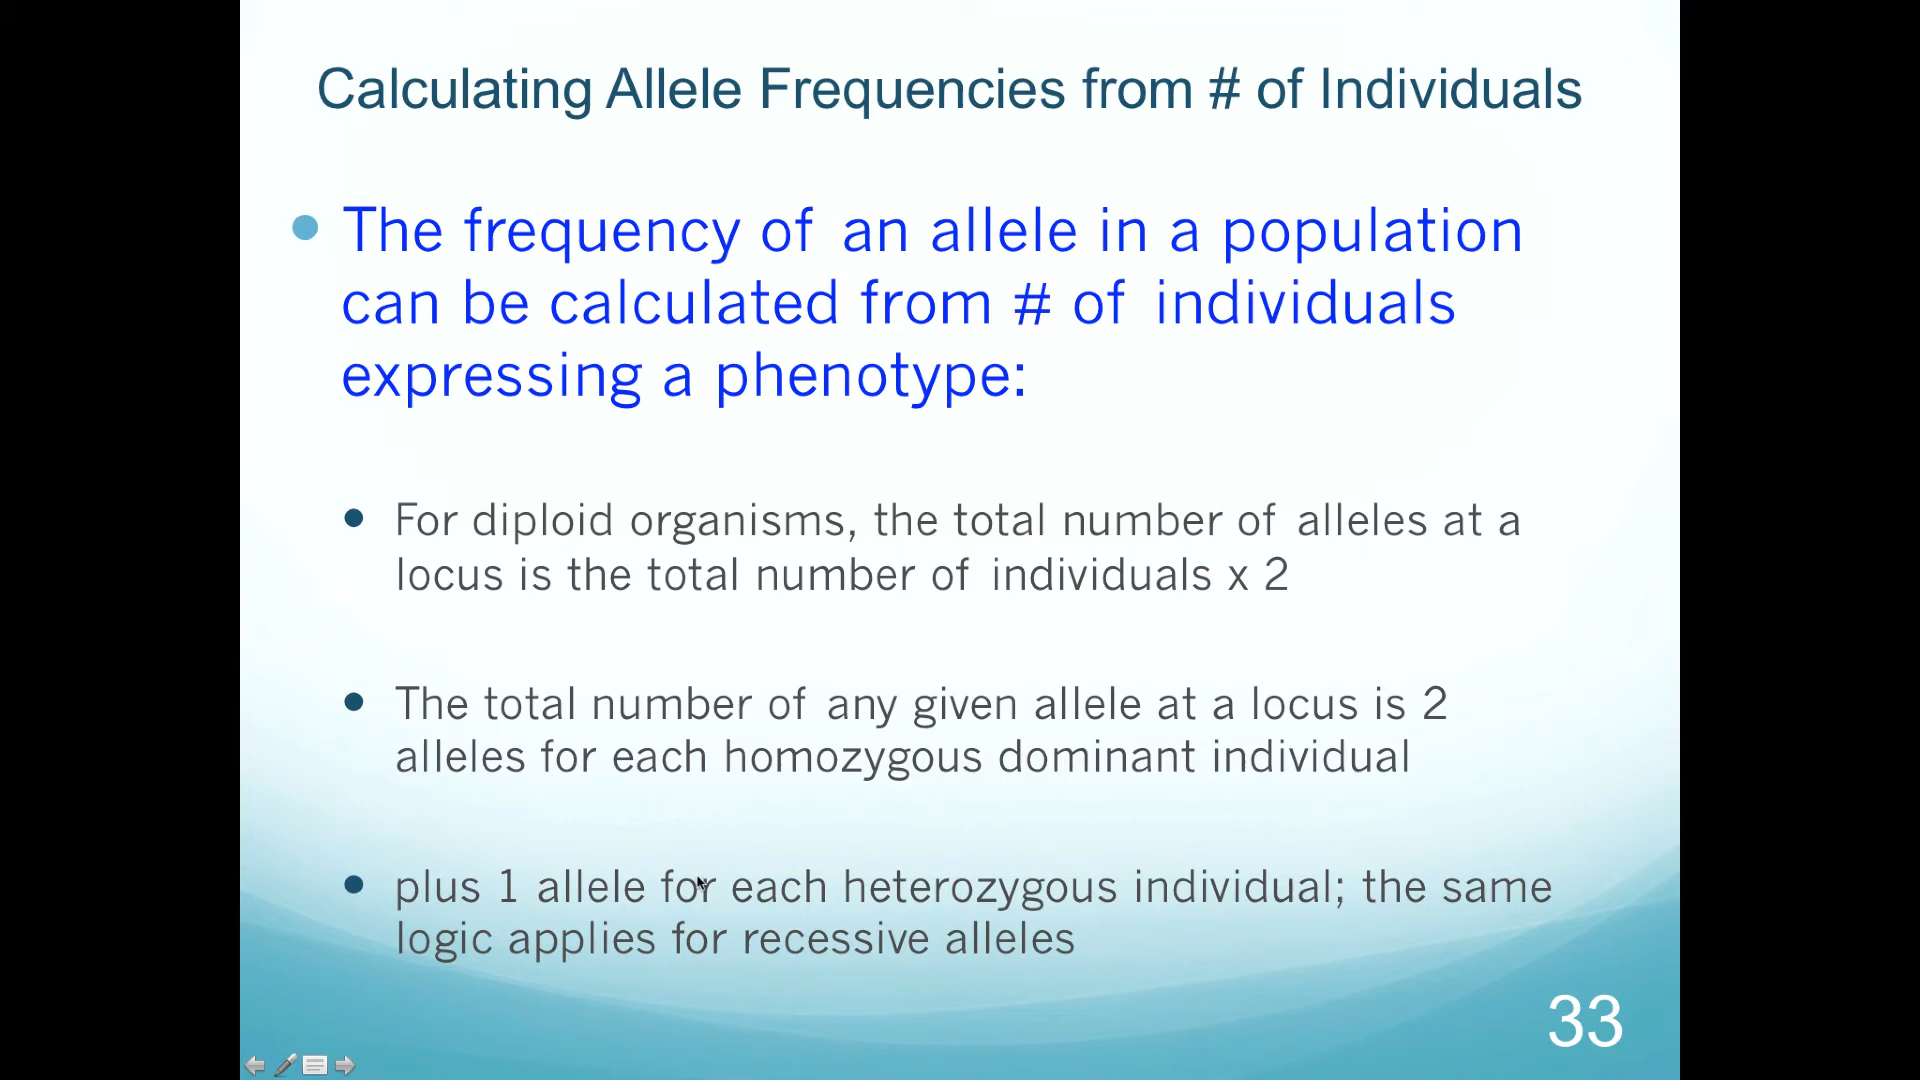 Calculating Allele Frequencies from # of Individuals
• The frequency of an allele in a population
can be calculated from # of individuals
expressing a phenotype:
• For diploid organisms, the total number of alleles at a
locus is the total number of individuals x 2
• The total number of any given allele at a locus is 2
alleles for each homozygous dominant individual
• plus 1 allele for each heterozygous individual; the same
logic applies for recessive alleles
33